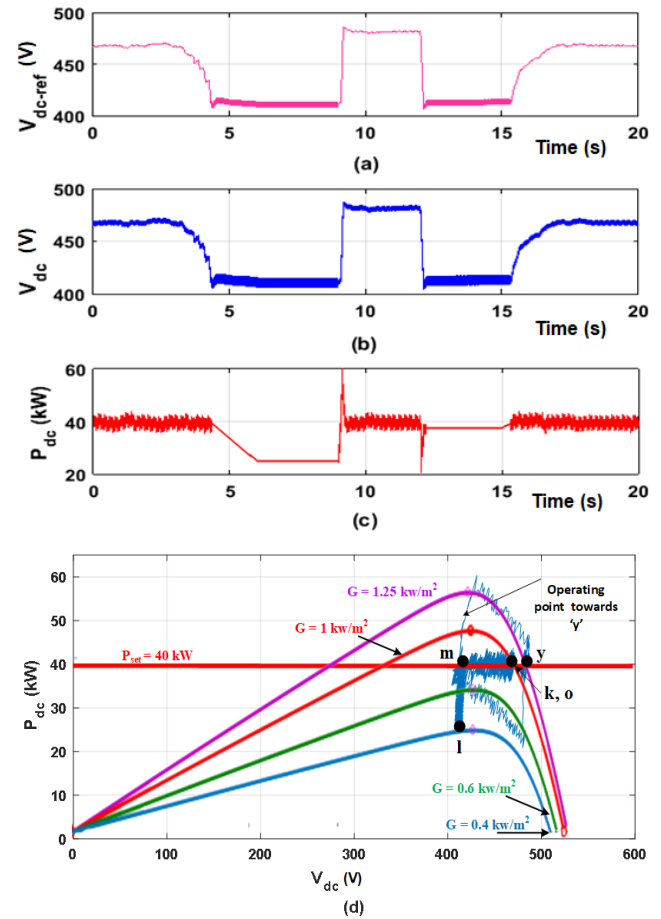 500
450
400
V_dc-ref (V)
0 5 10 15 20
Time (s)
(a)
500
450
400
V_dc (V)
0 5 10 15 20
Time (s)
(b)
60
40
20
P_dc (kW)
0 5 10 15 20
Time (s)
(c)
60
50
40
30
20
10
0
P_dc (kW)
G = 1.25 kw/m²
G = 1 kw/m²
P_set = 40 kW
Operating
point towards
'y'
m
y
k, o
l
G = 0.6 kw/m²
G = 0.4 kw/m²
0 100 200 300 400 500 600
V_dc (V)
(d)